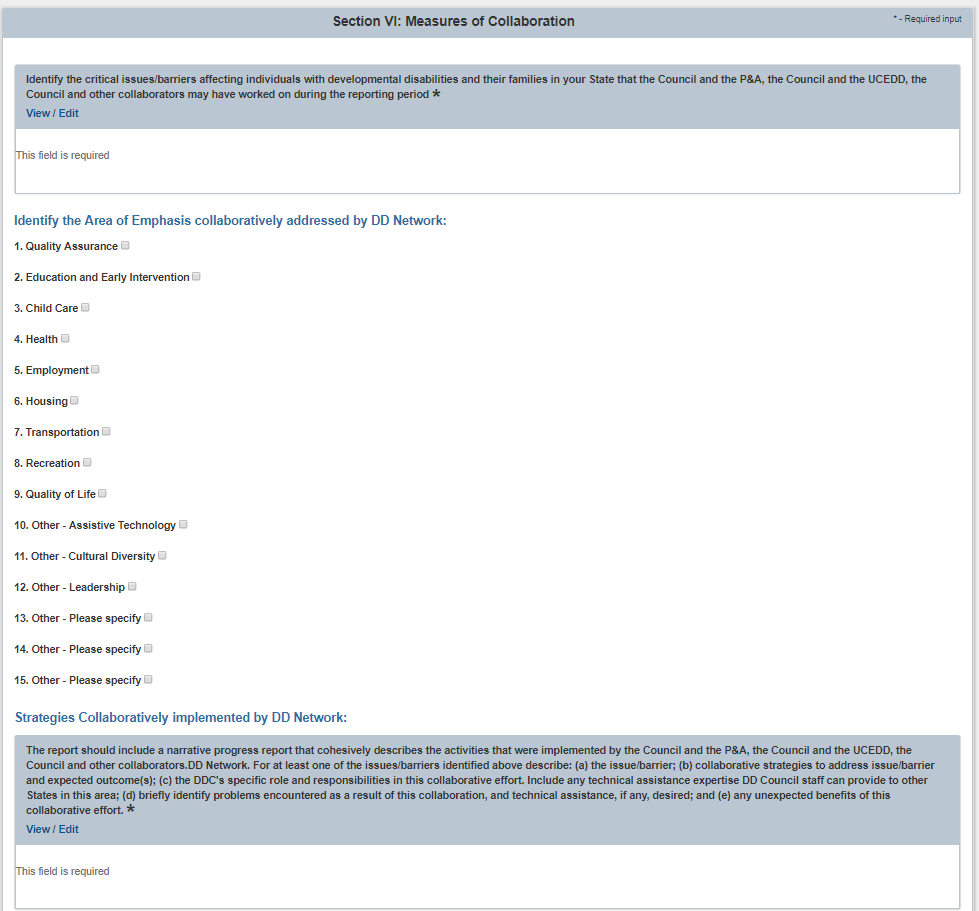 Section VI: Measures of Collaboration
* - Required input
Identify the critical issues/barriers affecting individuals with developmental disabilities and their families in your State that the Council and the P&A, the Council and the UCEDD, the
Council and other collaborators may have worked on during the reporting period *
View / Edit
This field is required
Identify the Area of Emphasis collaboratively addressed by DD Network:
1. Quality Assurance
2. Education and Early Intervention
3. Child Care
4. Health
5. Employment
6. Housing
7. Transportation
8. Recreation
9. Quality of Life
10. Other - Assistive Technology
11. Other - Cultural Diversity
12. Other - Leadership
13. Other - Please specify
14. Other - Please specify
15. Other - Please specify
Strategies Collaboratively implemented by DD Network:
The report should include a narrative progress report that cohesively describes the activities that were implemented by the Council and the P&A, the Council and the UCEDD, the
Council and other collaborators.DD Network. For at least one of the issues/barriers identified above describe: (a) the issue/barrier; (b) collaborative strategies to address issue/barrier
and expected outcome(s); (c) the DDC's specific role and responsibilities in this collaborative effort. Include any technical assistance expertise DD Council staff can provide to other
States in this area; (d) briefly identify problems encountered as a result of this collaboration, and technical assistance, if any, desired; and (e) any unexpected benefits of this
collaborative effort. *
View / Edit
This field is required